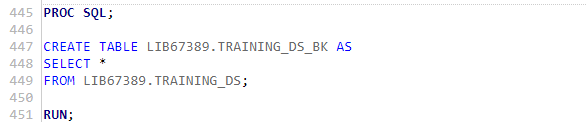 445 PROC SQL;
446
447 CREATE TABLE LIB67389.TRAINING_DS_BK AS
448 SELECT *
449 FROM LIB67389.TRAINING_DS;
450
451 RUN;